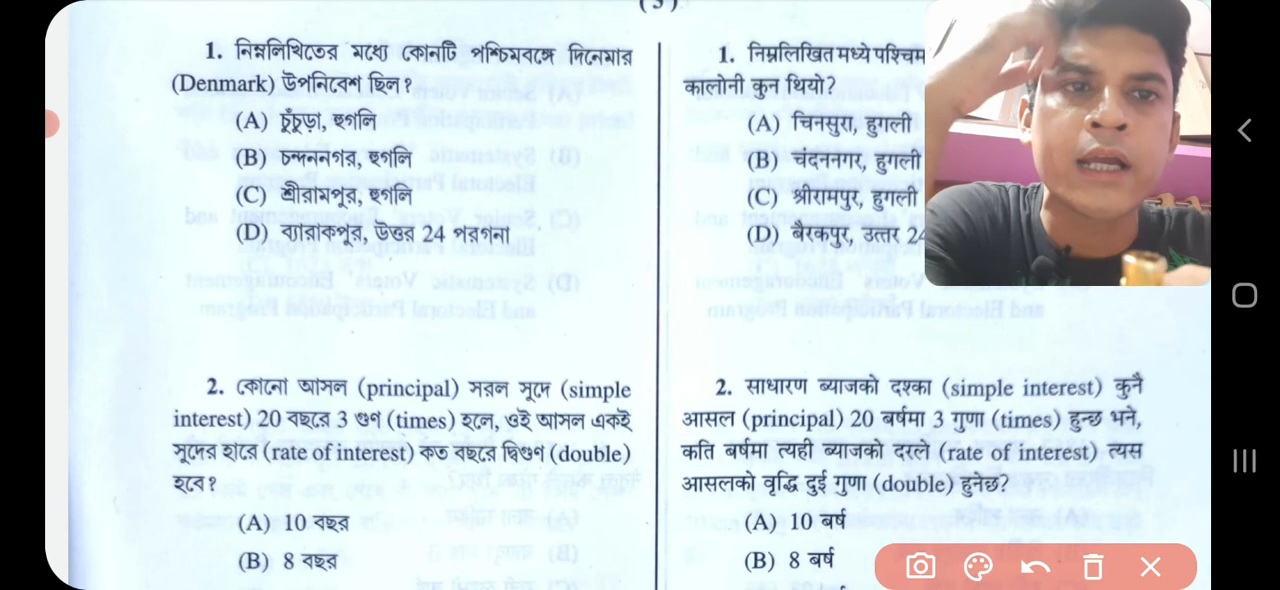 (3)
1. নিম্নলিখিতের মধ্যে কোনটি পশ্চিমবঙ্গে দিনেমার
(Denmark) উপনিবেশ ছিল?
(A) চুঁচুড়া, হুগলি
(B) চন্দননগর, হুগলি
(C) শ্রীরামপুর, হুগলি
(D) ব্যারাকপুর, উত্তর 24 পরগনা
2. কোনো আসল (principal) সরল সুদে (simple
interest) 20 বছরে 3 গুণ (times) হলে, ওই আসল একই
সুদের হারে (rate of interest) কত বছরে দ্বিগুণ (double)
হবে?
(A) 10 বছর
(B) 8 বছর
1. निम्नलिखित मध्ये पश्चिम
कालोनी कुन थियो?
(A) चिनसुरा, हुगली
(B) चंदननगर, हुगली
(C) श्रीरामपुर, हुगली
(D) बैरकपुर, उत्तर 24
2. साधारण ब्याजको दश्का (simple interest) कुनै
आसल (principal) 20 बर्षमा 3 गुणा (times) हुन्छ भने,
कति बर्षमा त्यही ब्याजको दरले (rate of interest) त्यस
आसलको वृद्धि दुई गुणा (double) हुनेछ?
(A) 10 बर्ष
(B) 8 बर्ष